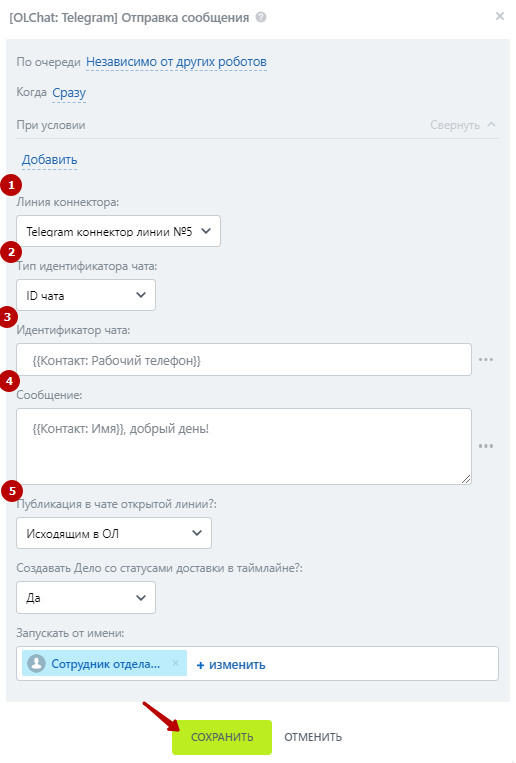 [OLChat: Telegram] Отправка сообщения ?
×
По очереди Независимо от других роботов
Когда Сразу
При условии Свернуть
Добавить
1
Линия коннектора:
Telegram коннектор линии №5
2
Тип идентификатора чата:
ID чата
3
Идентификатор чата:
{{Контакт: Рабочий телефон}} ...
4
Сообщение:
{{Контакт: Имя}}, добрый день! ...
5
Публикация в чате открытой линии?:
Исходящим в ОЛ
Создавать Дело со статусами доставки в таймлайне?:
Да
Запускать от имени:
Сотрудник отдела... × + изменить
СОХРАНИТЬ ОТМЕНИТЬ